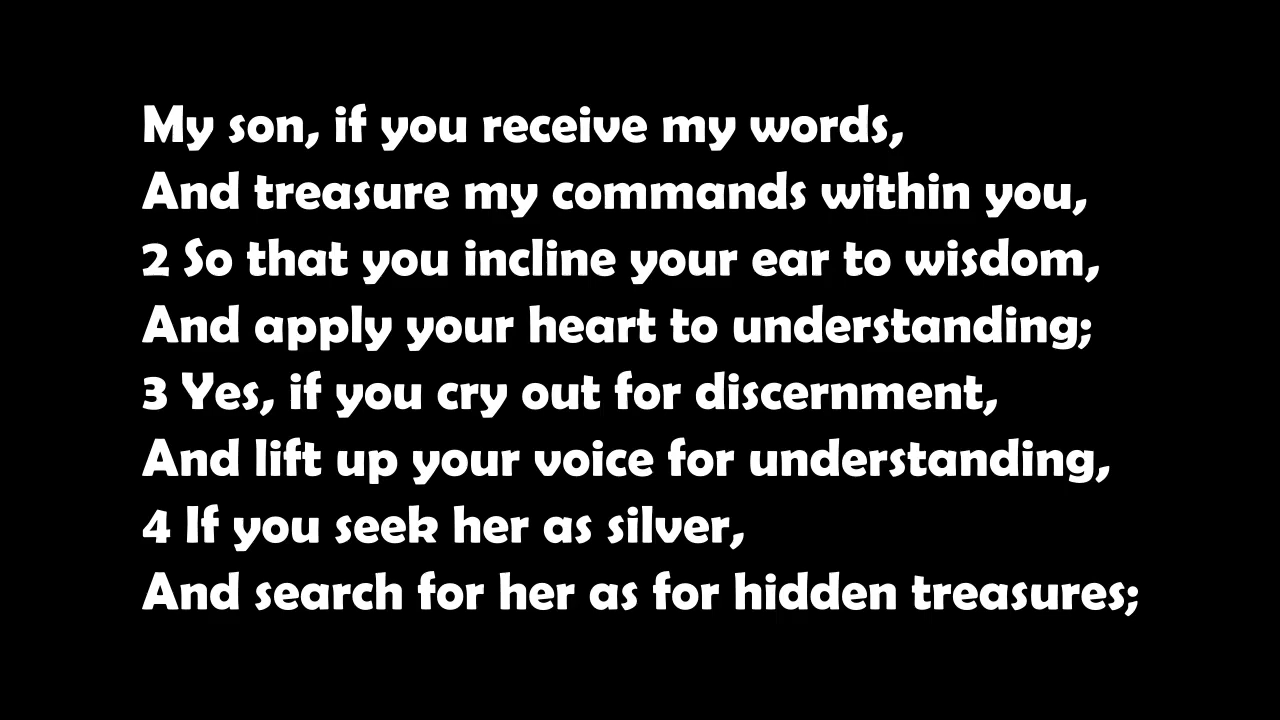 My son, if you receive my words,
And treasure my commands within you,
2 So that you incline your ear to wisdom,
And apply your heart to understanding;
3 Yes, if you cry out for discernment,
And lift up your voice for understanding,
4 If you seek her as silver,
And search for her as for hidden treasures;